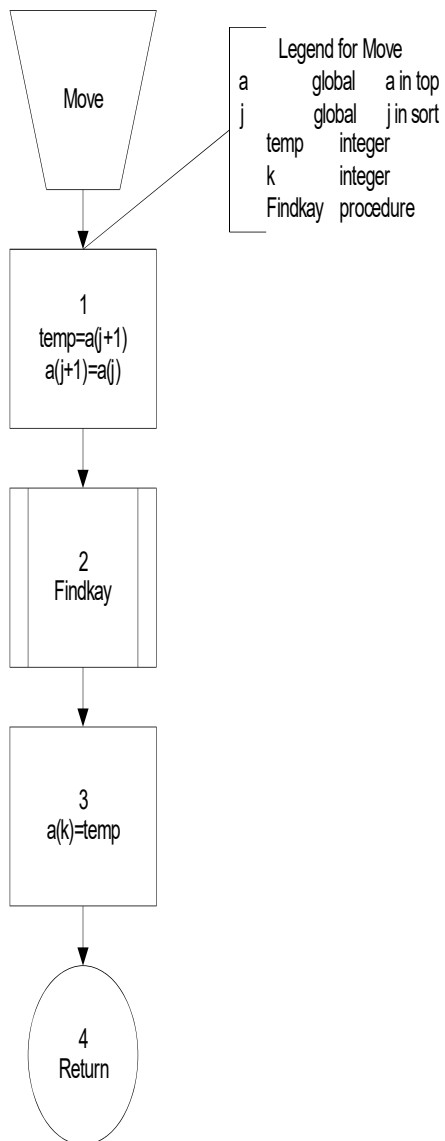 Move
Legend for Move
a global a in top
j global j in sort
temp integer
k integer
Findkay procedure
1
temp=a(j+1)
a(j+1)=a(j)
2
Findkay
3
a(k)=temp
4
Return